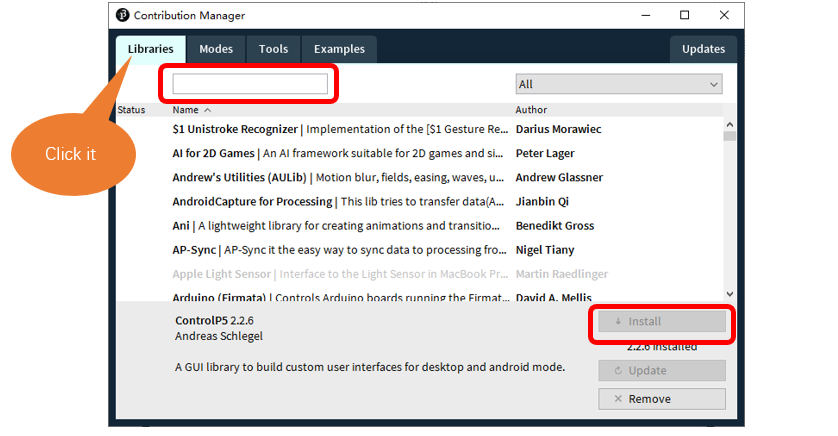 Contribution Manager
Libraries Modes Tools Examples Updates
All
Status Name Author
$1 Unistroke Recognizer | Implementation of the [$1 Gesture Re... Darius Morawiec
AI for 2D Games | An AI framework suitable for 2D games and si... Peter Lager
Andrew's Utilities (AULib) | Motion blur, fields, easing, waves, u... Andrew Glassner
AndroidCapture for Processing | This lib tries to transfer data(A... Jianbin Qi
Ani | A lightweight library for creating animations and transitio... Benedikt Gross
AP-Sync | AP-Sync it the easy way to sync data to processing fro... Nigel Tiany
Apple Light Sensor | Interface to the Light Sensor in MacBook Pr... Martin Raedlinger
Arduino (Firmata) | Controls Arduino boards running the Firmat... David A. Mellis
Click it
ControlP5 2.2.6
Andreas Schlegel
A GUI library to build custom user interfaces for desktop and android mode.
Install
2.2.6 installed
Update
Remove